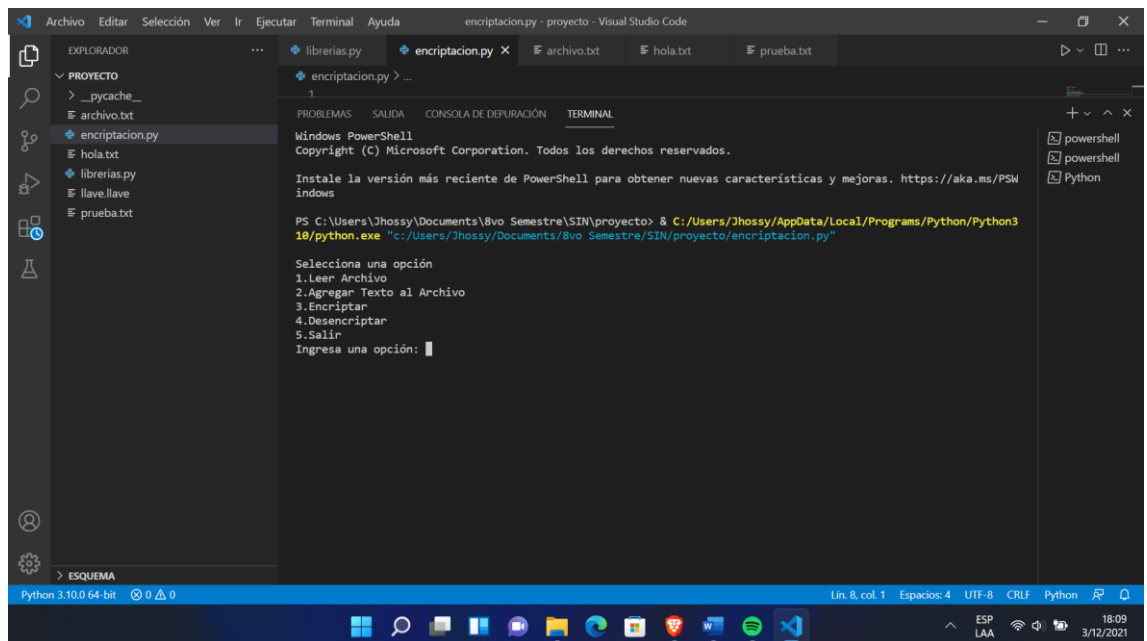 Archivo Editar Selección Ver Ir Ejecutar Terminal Ayuda encriptacion.py - proyecto - Visual Studio Code
EXPLORADOR
PROYECTO
__pycache__
archivo.txt
encriptacion.py
hola.txt
librerias.py
llave.llave
prueba.txt
ESQUEMA
librerias.py encriptacion.py archivo.txt hola.txt prueba.txt
encriptacion.py > ...
1
PROBLEMAS SALIDA CONSOLA DE DEPURACIÓN TERMINAL
Windows PowerShell
Copyright (C) Microsoft Corporation. Todos los derechos reservados.
Instale la versión más reciente de PowerShell para obtener nuevas características y mejoras. https://aka.ms/PSW
indows
PS C:\Users\Jhossy\Documents\8vo Semestre\SIN\proyecto> & C:/Users/Jhossy/AppData/Local/Programs/Python/Python3
10/python.exe "c:/Users/Jhossy/Documents/8vo Semestre/SIN/proyecto/encriptacion.py"
Selecciona una opción
1.Leer Archivo
2.Agregar Texto al Archivo
3.Encriptar
4.Desencriptar
5.Salir
Ingresa una opción:
powershell
powershell
Python
Python 3.10.0 64-bit 0 0 Lín. 8, col. 1 Espacios: 4 UTF-8 CRLF Python
ESP
LAA
18:09
3/12/2021